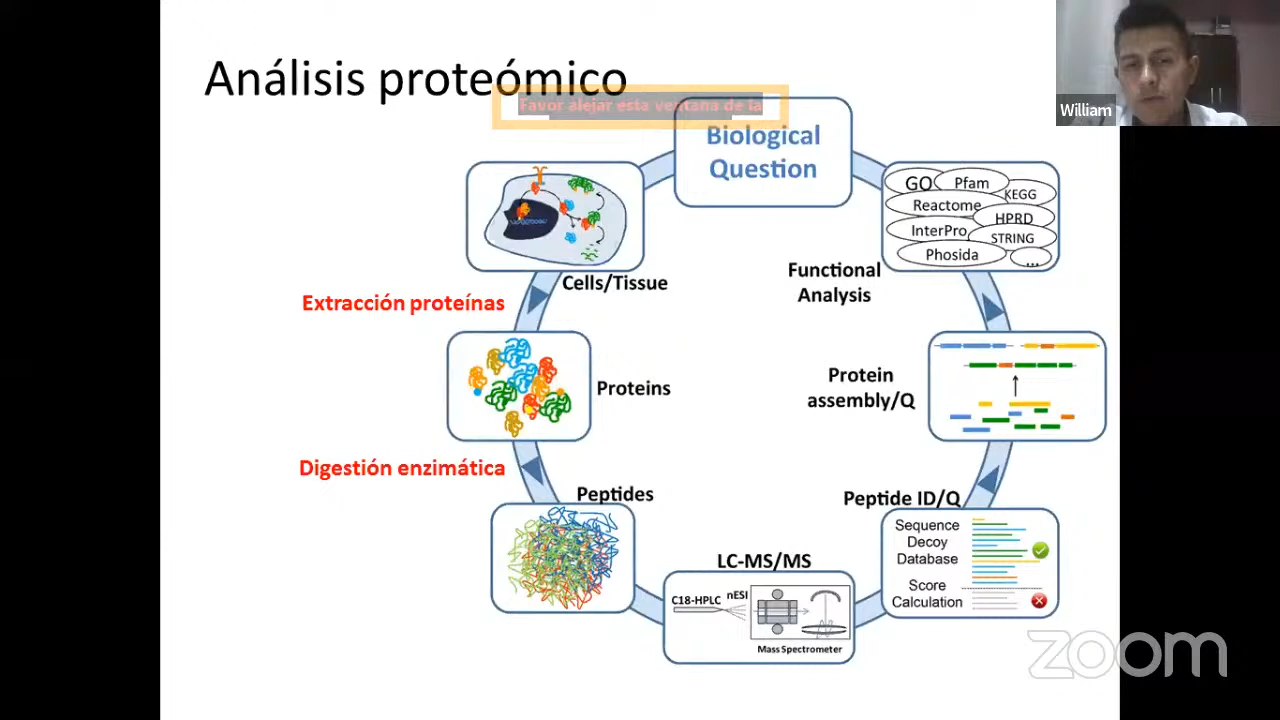 Análisis proteómico
Favor alejar esta ventana de la
William
Biological
Question
GO
Pfam
KEGG
Reactome
HPRD
InterPro
STRING
Phosida
...
Cells/Tissue
Functional
Analysis
Extracción proteínas
Proteins
Protein
assembly/Q
Digestión enzimática
Peptides
Peptide ID/Q
Sequence
Decoy
Database
Score
Calculation
LC-MS/MS
C18-HPLC
nESI
Mass Spectrometer
zoom